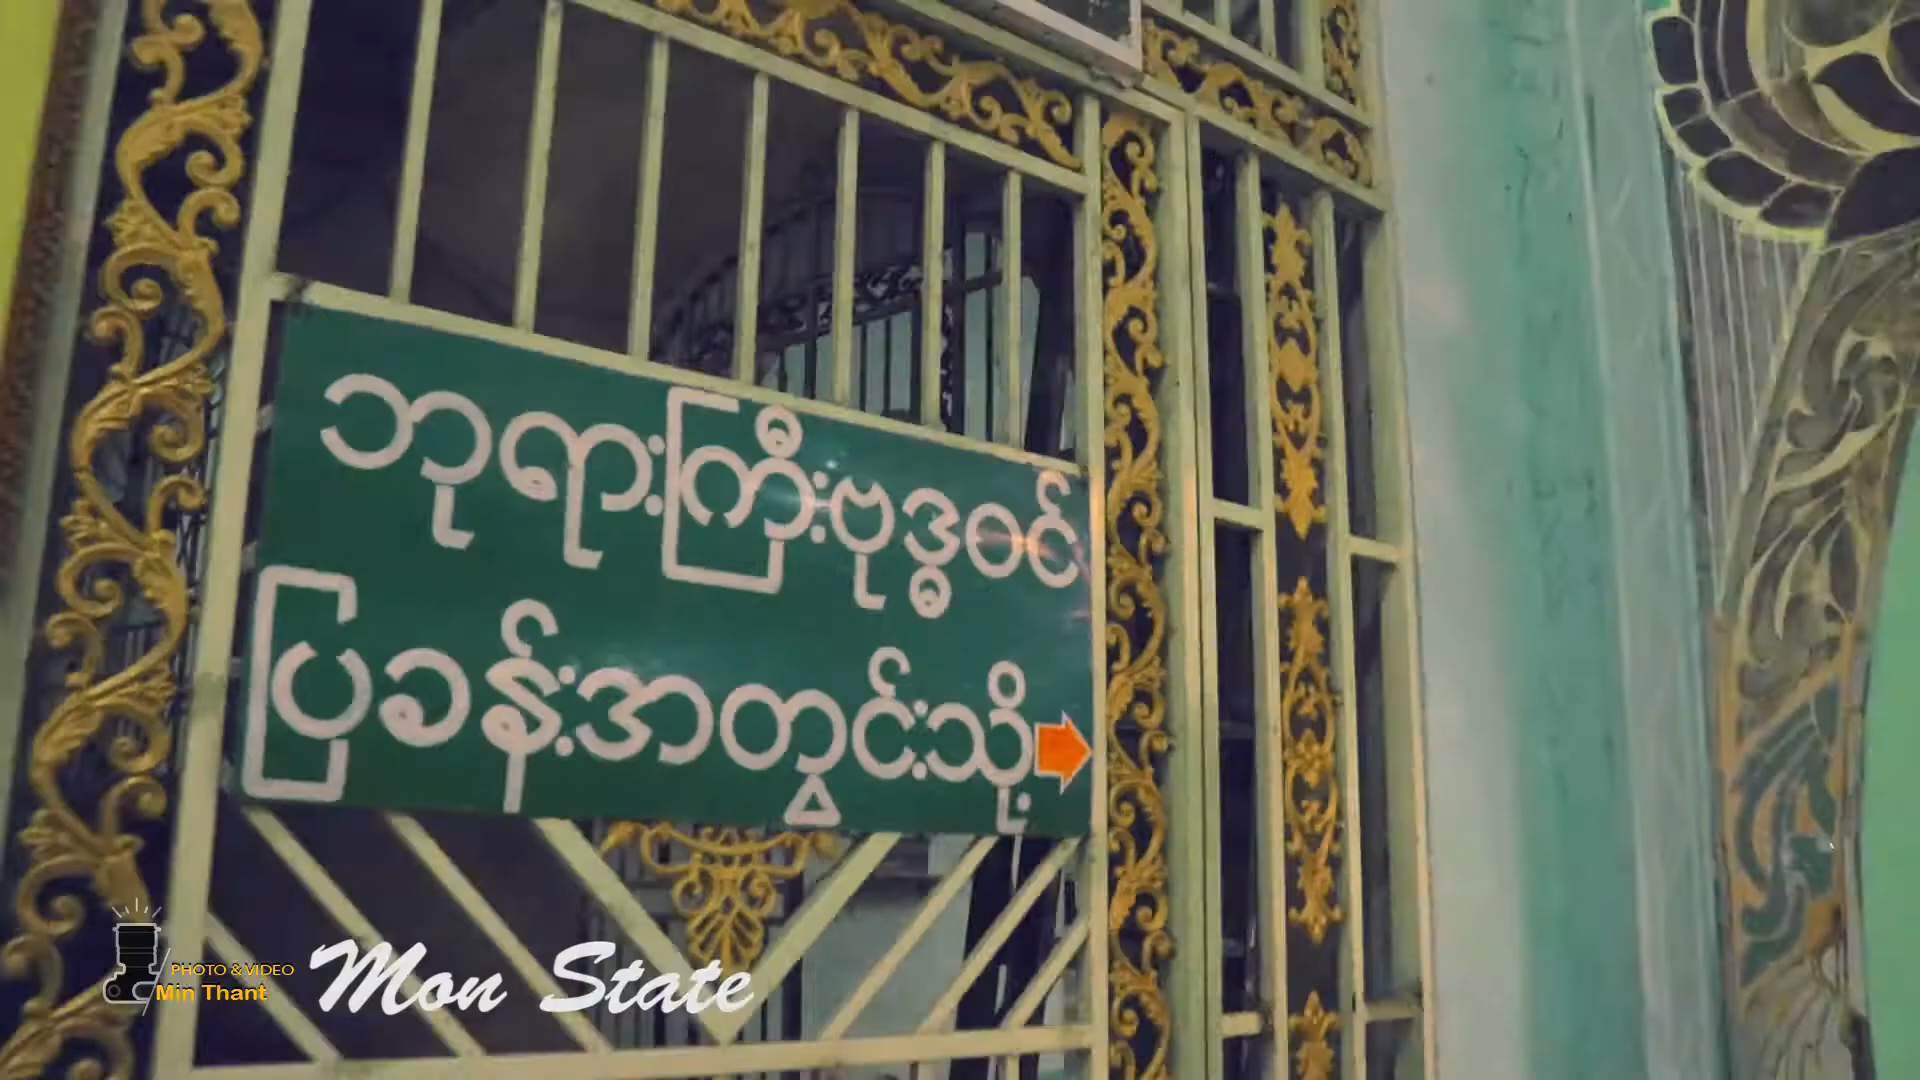 ဘုရားကြီးဗုဒ္ဓဝင်
ပြခန်းအတွင်းသို့
PHOTO & VIDEO
Min Thant
Mon State